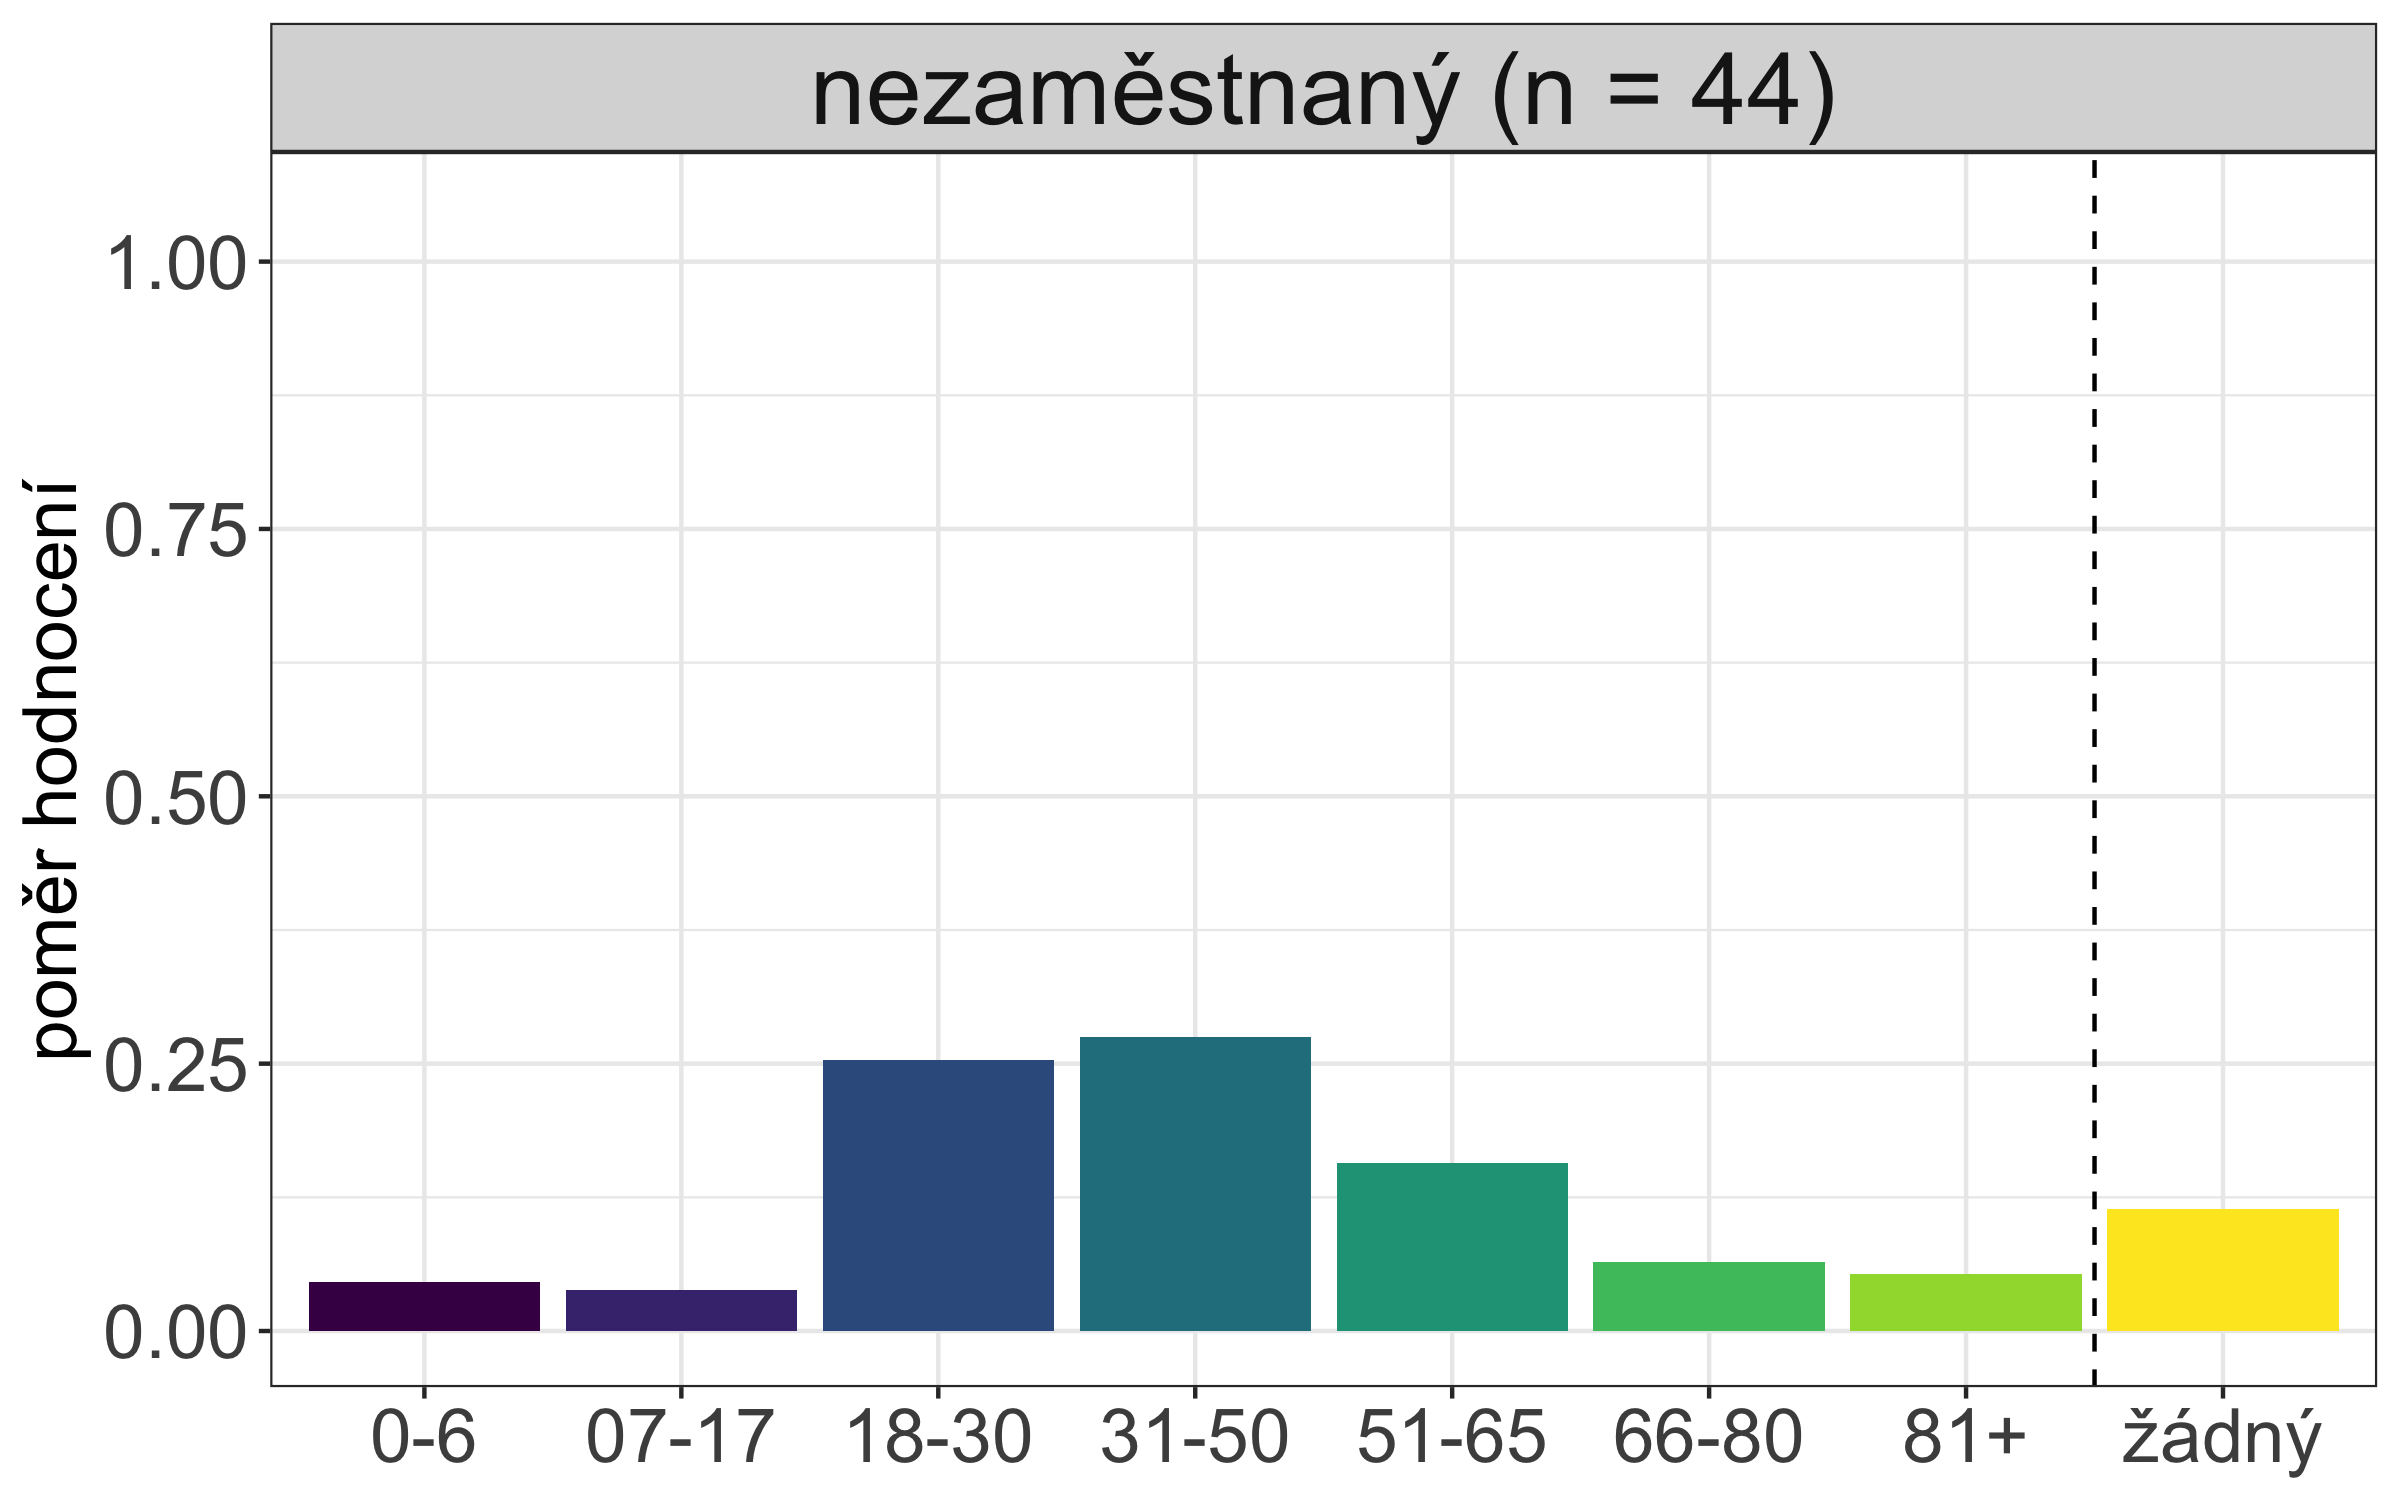 nezaměstnaný (n = 44)
poměr hodnocení
1.00
0.75
0.50
0.25
0.00
0-6 07-17 18-30 31-50 51-65 66-80 81+ žádný